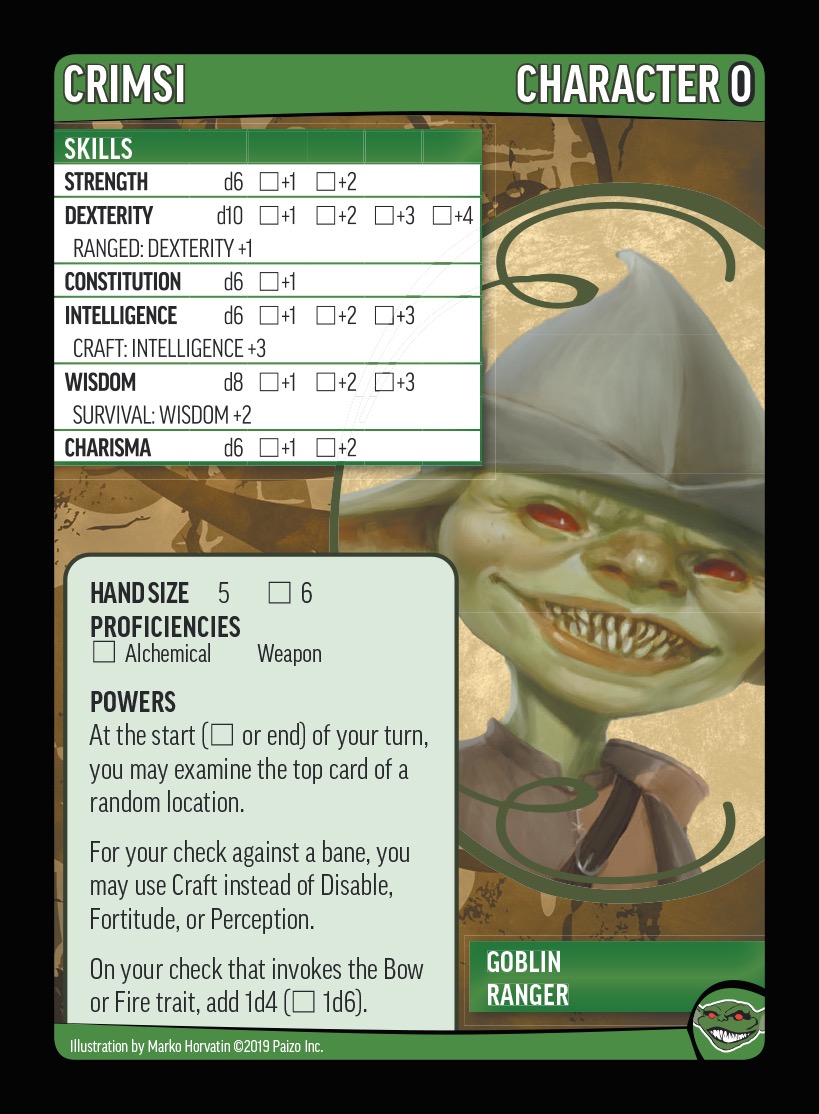 CRIMSI CHARACTER 0
SKILLS
STRENGTH d6 □+1 □+2
DEXTERITY d10 □+1 □+2 □+3 □+4
RANGED: DEXTERITY +1
CONSTITUTION d6 □+1
INTELLIGENCE d6 □+1 □+2 □+3
CRAFT: INTELLIGENCE +3
WISDOM d8 □+1 □+2 □+3
SURVIVAL: WISDOM +2
CHARISMA d6 □+1 □+2
HAND SIZE 5 □ 6
PROFICIENCIES
□ Alchemical Weapon
POWERS
At the start (□ or end) of your turn,
you may examine the top card of a
random location.
For your check against a bane, you
may use Craft instead of Disable,
Fortitude, or Perception.
On your check that invokes the Bow
or Fire trait, add 1d4 (□ 1d6).
GOBLIN
RANGER
Illustration by Marko Horvatin ©2019 Paizo Inc.